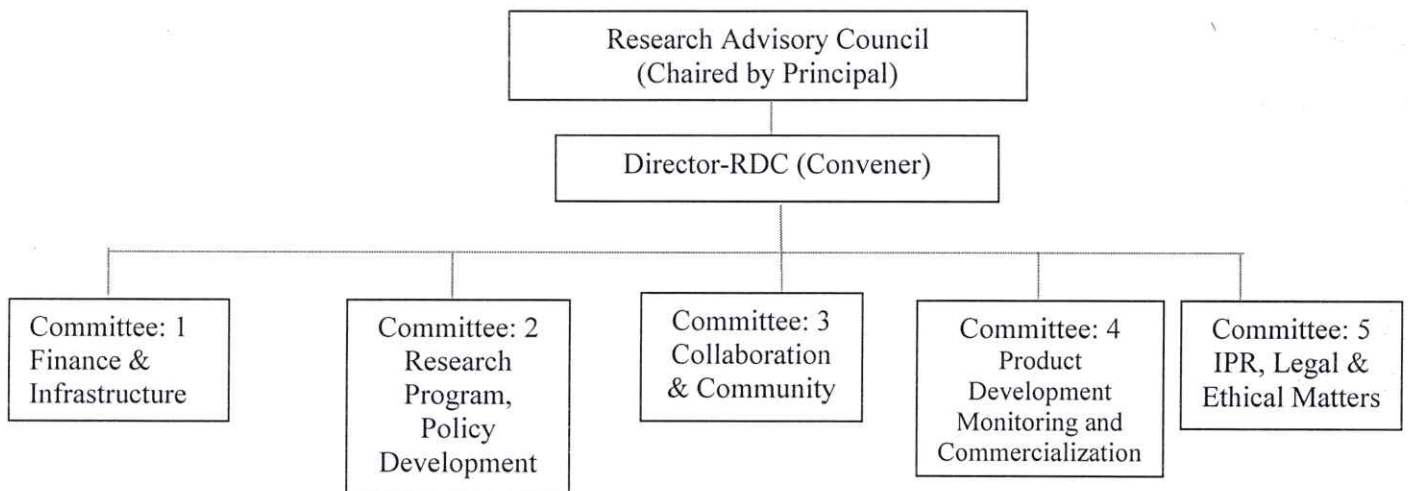 Research Advisory Council
(Chaired by Principal)
Director-RDC (Convener)
Committee: 1
Finance &
Infrastructure
Committee: 2
Research
Program,
Policy
Development
Committee: 3
Collaboration
& Community
Committee: 4
Product
Development
Monitoring and
Commercialization
Committee: 5
IPR, Legal &
Ethical Matters